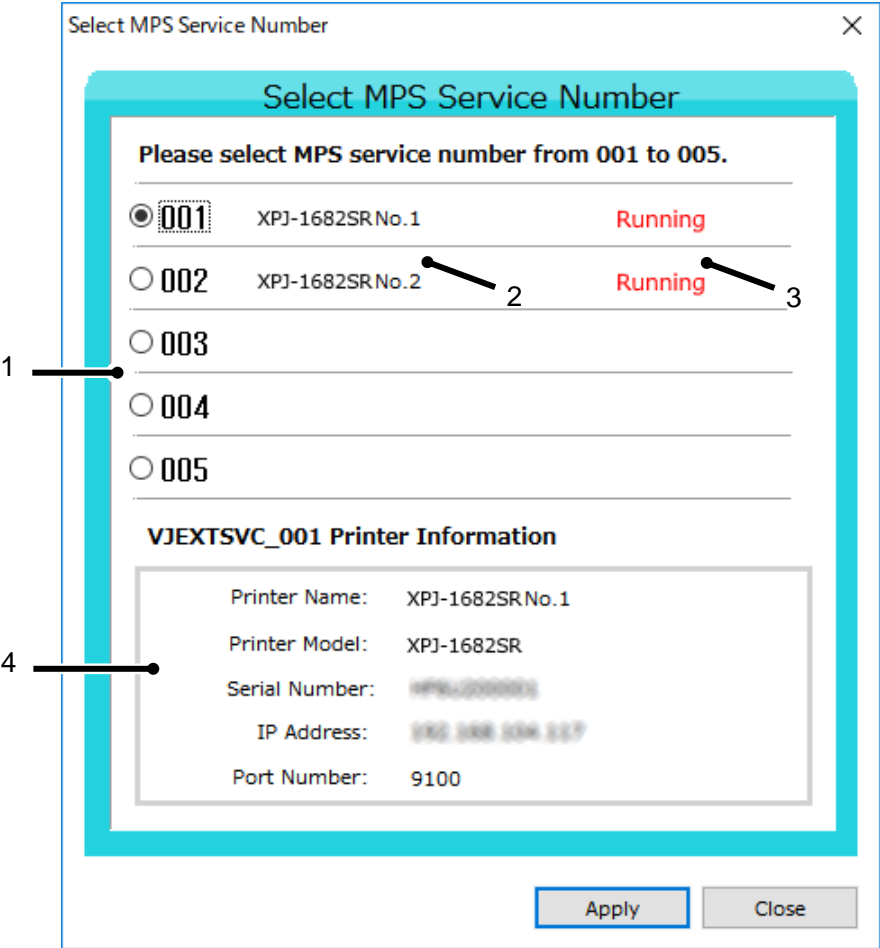 Select MPS Service Number
Select MPS Service Number
Please select MPS service number from 001 to 005.
001 XPJ-1682SR No.1 Running
002 XPJ-1682SR No.2 Running
2
3
003
1
004
005
VJEXTSVC_001 Printer Information
Printer Name: XPJ-1682SR No.1
Printer Model: XPJ-1682SR
4
Serial Number:
IP Address:
Port Number: 9100
Apply Close